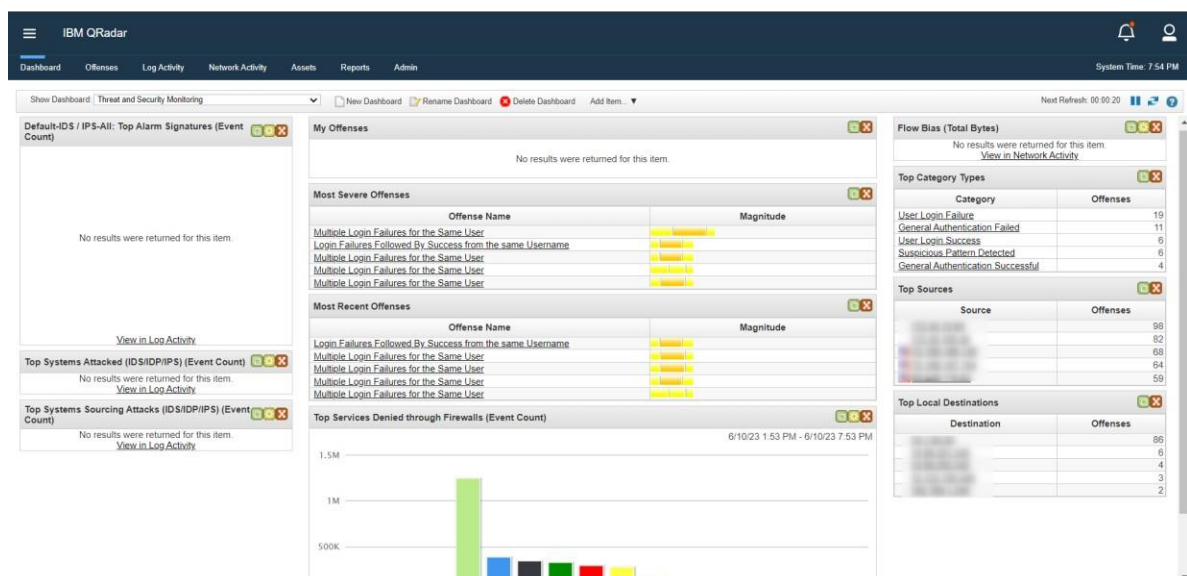 IBM QRadar
Dashboard Offenses Log Activity Network Activity Assets Reports Admin System Time: 7:54 PM
Show Dashboard: Threat and Security Monitoring New Dashboard Rename Dashboard Delete Dashboard Add Item... Next Refresh: 00:00:20
Default-IDS / IPS-All: Top Alarm Signatures (Event
Count)
No results were returned for this item.
View in Log Activity
Top Systems Attacked (IDS/IDP/IPS) (Event Count)
No results were returned for this item.
View in Log Activity
Top Systems Sourcing Attacks (IDS/IDP/IPS) (Event
Count)
No results were returned for this item.
View in Log Activity
My Offenses
No results were returned for this item.
Most Severe Offenses
Offense Name Magnitude
Multiple Login Failures for the Same User
Login Failures Followed By Success from the same Username
Multiple Login Failures for the Same User
Multiple Login Failures for the Same User
Multiple Login Failures for the Same User
Most Recent Offenses
Offense Name Magnitude
Login Failures Followed By Success from the same Username
Multiple Login Failures for the Same User
Multiple Login Failures for the Same User
Multiple Login Failures for the Same User
Multiple Login Failures for the Same User
Top Services Denied through Firewalls (Event Count)
6/10/23 1:53 PM - 6/10/23 7:53 PM
1.5M
1M
500K
Flow Bias (Total Bytes)
No results were returned for this item.
View in Network Activity
Top Category Types
Category Offenses
User Login Failure 19
General Authentication Failed 11
User Login Success 6
Suspicious Pattern Detected 6
General Authentication Successful 4
Top Sources
Source Offenses
98
82
68
64
59
Top Local Destinations
Destination Offenses
86
6
4
3
2